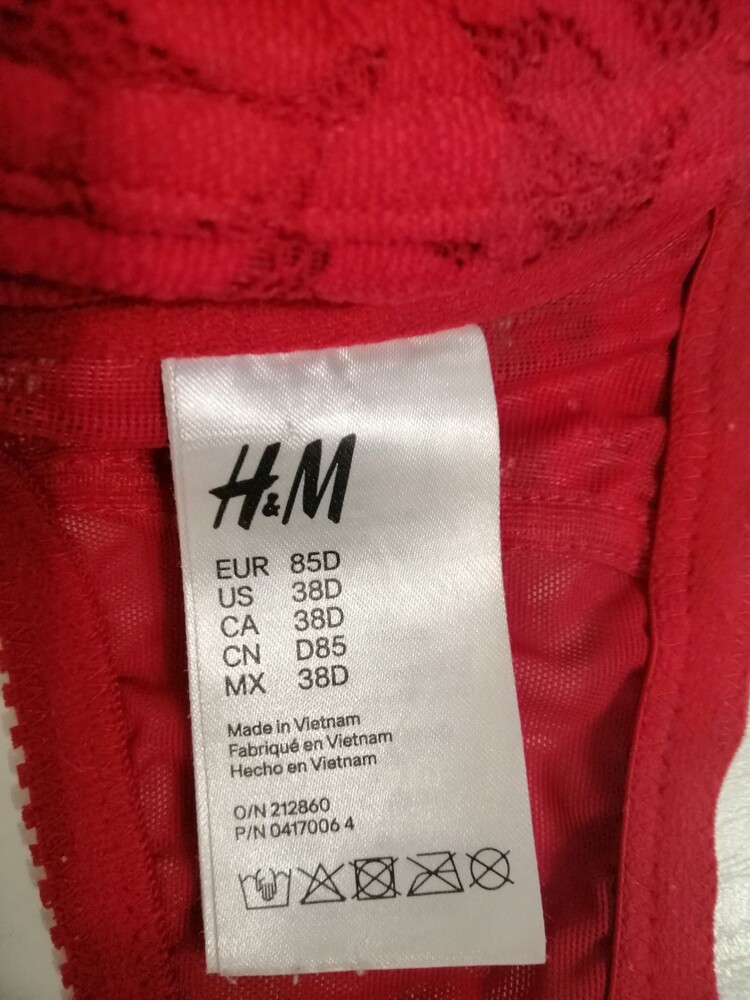 H&M
EUR 85D
US 38D
CA 38D
CN D85
MX 38D
Made in Vietnam
Fabriqué en Vietnam
Hecho en Vietnam
O/N 212860
P/N 0417006 4